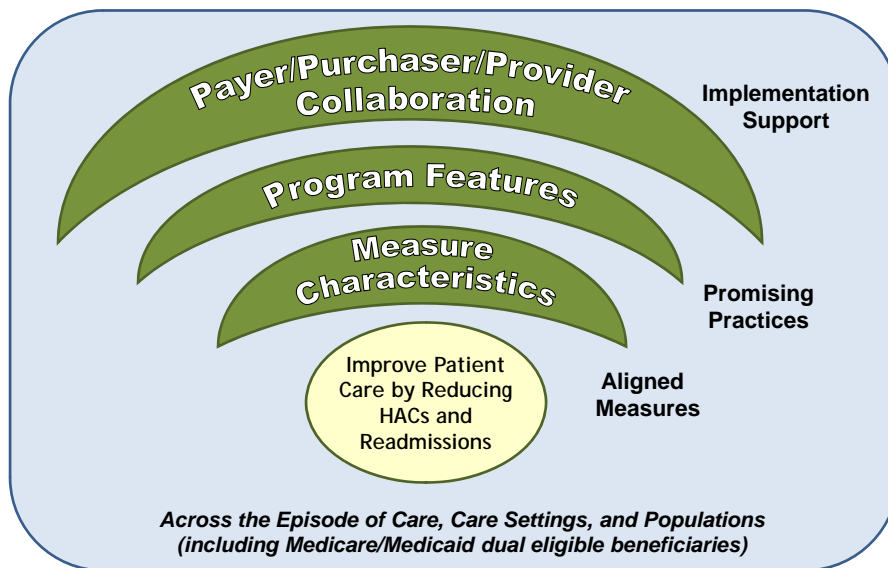 Payer/Purchaser/Provider
Collaboration
Implementation
Support
Program Features
Promising
Practices
Measure
Characteristics
Aligned
Measures
Improve Patient
Care by Reducing
HACs and
Readmissions
Across the Episode of Care, Care Settings, and Populations
(including Medicare/Medicaid dual eligible beneficiaries)